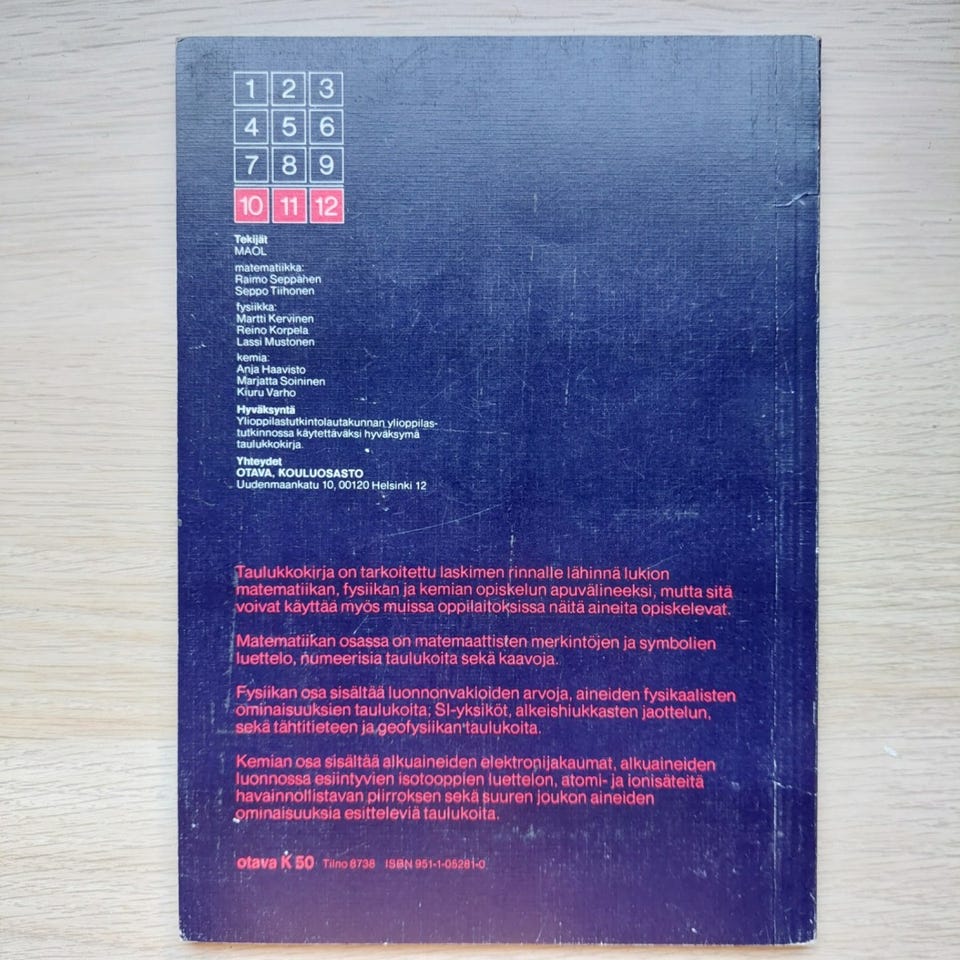 1 2 3
4 5 6
7 8 9
10 11 12
Tekijät
MAOL
matematiikka:
Raimo Seppänen
Seppo Tiihonen
fysiikka:
Martti Kervinen
Reino Korpela
Lassi Mustonen
kemia:
Anja Haavisto
Marjatta Soininen
Kiuru Varho
Hyväksyntä
Ylioppilastutkintolautakunnan ylioppilas-
tutkinnossa käytettäväksi hyväksymä
taulukkokirja.
Yhteydet
OTAVA, KOULUOSASTO
Uudenmaankatu 10, 00120 Helsinki 12
Taulukkokirja on tarkoitettu laskimen rinnalle lähinnä lukion
matematiikan, fysiikan ja kemian opiskelun apuvälineeksi, mutta sitä
voivat käyttää myös muissa oppilaitoksissa näitä aineita opiskelevat.
Matematiikan osassa on matemaattisten merkintöjen ja symbolien
luettelo, numeerisia taulukoita sekä kaavoja.
Fysiikan osa sisältää luonnonvakioiden arvoja, aineiden fysikaalisten
ominaisuuksien taulukoita, SI-yksiköt, alkeishiukkasten jaottelun,
sekä tähtitieteen ja geofysiikan taulukoita.
Kemian osa sisältää alkuaineiden elektronijakaumat, alkuaineiden
luonnossa esiintyvien isotooppien luettelon, atomi- ja ionisäteitä
havainnollistavan piirroksen sekä suuren joukon aineiden
ominaisuuksia esitteleviä taulukoita.
otava K 50 Tilno 8738 ISBN 951-1-05281-0